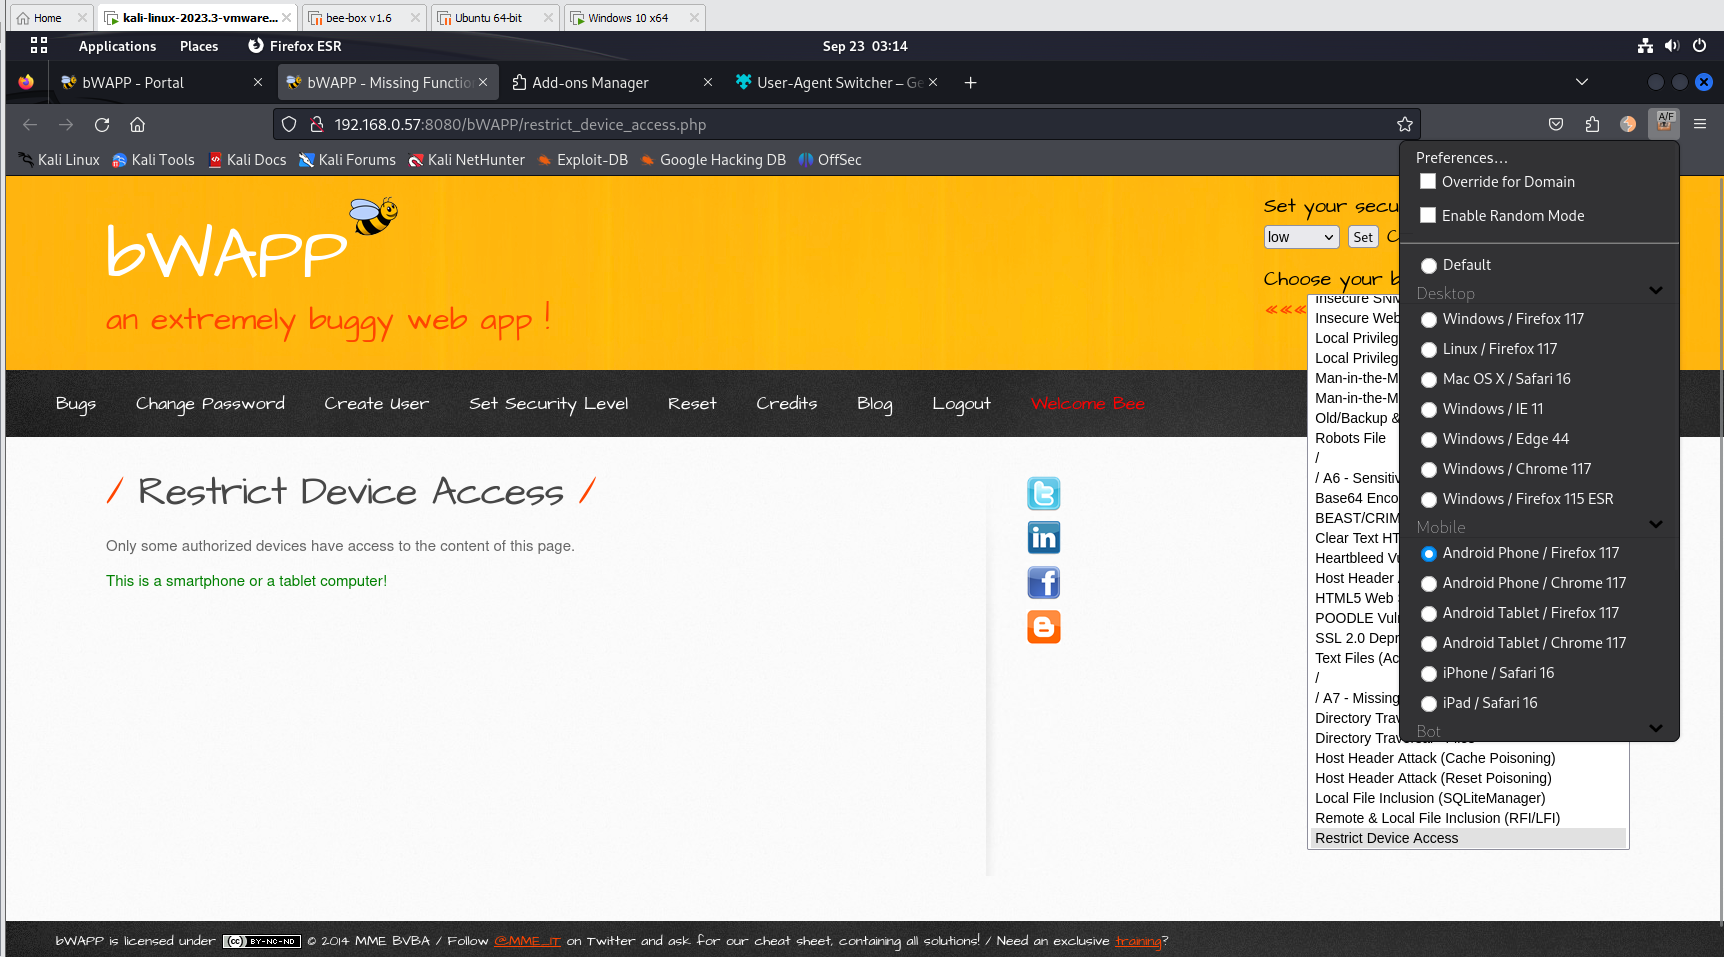 Home
kali-linux-2023.3-vmware...
bee-box v1.6
Ubuntu 64-bit
Windows 10 x64
Applications
Places
Firefox ESR
Sep 23 03:14
bWAPP - Portal
bWAPP - Missing Functio
Add-ons Manager
User-Agent Switcher – Ge
192.168.0.57:8080/bWAPP/restrict_device_access.php
A/F
Kali Linux
Kali Tools
Kali Docs
Kali Forums
Kali NetHunter
Exploit-DB
Google Hacking DB
OffSec
bWAPP
an extremely buggy web app !
Set your secu
low
Set
C
Choose your b
Insecure SNM
Insecure Web
Local Privileg
Local Privileg
Man-in-the-M
Man-in-the-M
Old/Backup &
Robots File
/
/ A6 - Sensitiv
Base64 Enco
BEAST/CRIM
Clear Text HT
Heartbleed Vu
Host Header
HTML5 Web
POODLE Vuln
SSL 2.0 Depr
Text Files (Ac
/
/ A7 - Missing
Directory Trav
Directory Traversal - Files
Host Header Attack (Cache Poisoning)
Host Header Attack (Reset Poisoning)
Local File Inclusion (SQLiteManager)
Remote & Local File Inclusion (RFI/LFI)
Restrict Device Access
Preferences...
Override for Domain
Enable Random Mode
Default
Desktop
Windows / Firefox 117
Linux / Firefox 117
Mac OS X / Safari 16
Windows / IE 11
Windows / Edge 44
Windows / Chrome 117
Windows / Firefox 115 ESR
Mobile
Android Phone / Firefox 117
Android Phone / Chrome 117
Android Tablet / Firefox 117
Android Tablet / Chrome 117
iPhone / Safari 16
iPad / Safari 16
Bot
Bugs
Change Password
Create User
Set Security Level
Reset
Credits
Blog
Logout
Welcome Bee
/ Restrict Device Access /
Only some authorized devices have access to the content of this page.
This is a smartphone or a tablet computer!
bWAPP is licensed under (cc) BY-NC-ND © 2014 MME BVBA / Follow @MME_IT on Twitter and ask for our cheat sheet, containing all solutions! / Need an exclusive training?